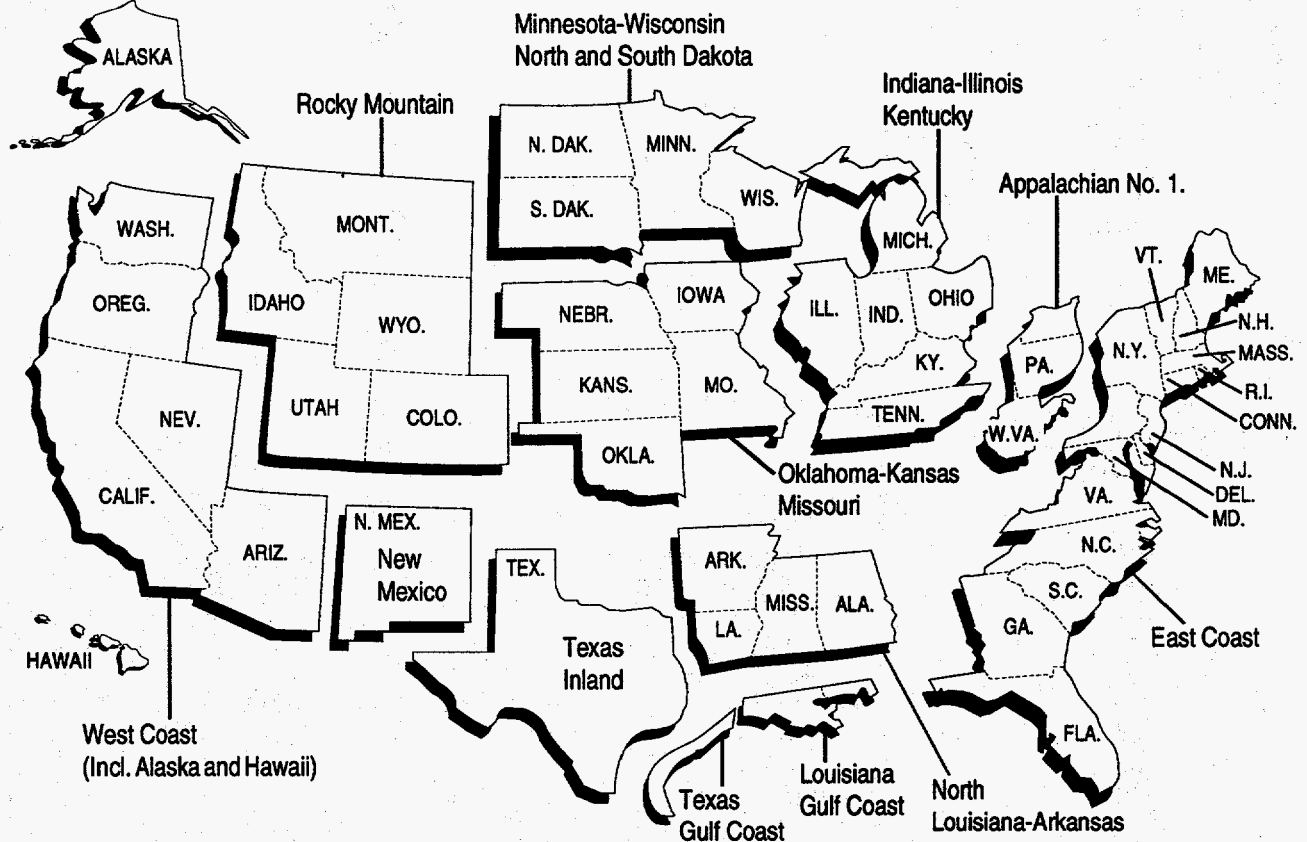 Minnesota-Wisconsin
North and South Dakota
ALASKA
Rocky Mountain
Indiana-Illinois
Kentucky
Appalachian No. 1.
N. DAK.
MINN.
S. DAK.
WIS.
WASH.
MONT.
MICH.
VT.
ME.
OREG.
IDAHO
WYO.
NEBR.
IOWA
ILL.
IND.
OHIO
N.Y.
N.H.
MASS.
PA.
KANS.
MO.
KY.
R.I.
NEV.
UTAH
COLO.
TENN.
CONN.
W.VA.
OKLA.
Oklahoma-Kansas
Missouri
N.J.
DEL.
MD.
CALIF.
VA.
N. MEX.
New
Mexico
ARIZ.
TEX.
ARK.
N.C.
MISS.
ALA.
S.C.
LA.
GA.
East Coast
HAWAII
Texas
Inland
West Coast
(Incl. Alaska and Hawaii)
FLA.
Texas
Gulf Coast
Louisiana
Gulf Coast
North
Louisiana-Arkansas